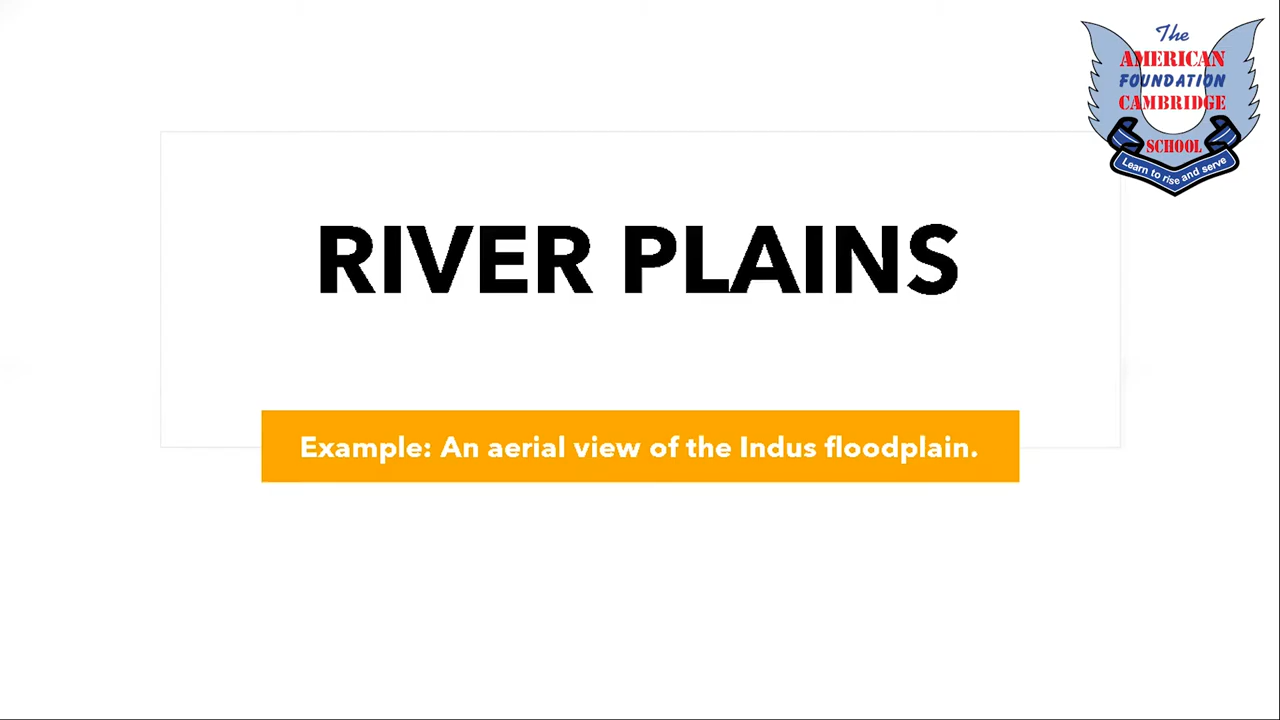 The
AMERICAN
FOUNDATION
CAMBRIDGE
SCHOOL
Learn to rise and serve
RIVER PLAINS
Example: An aerial view of the Indus floodplain.